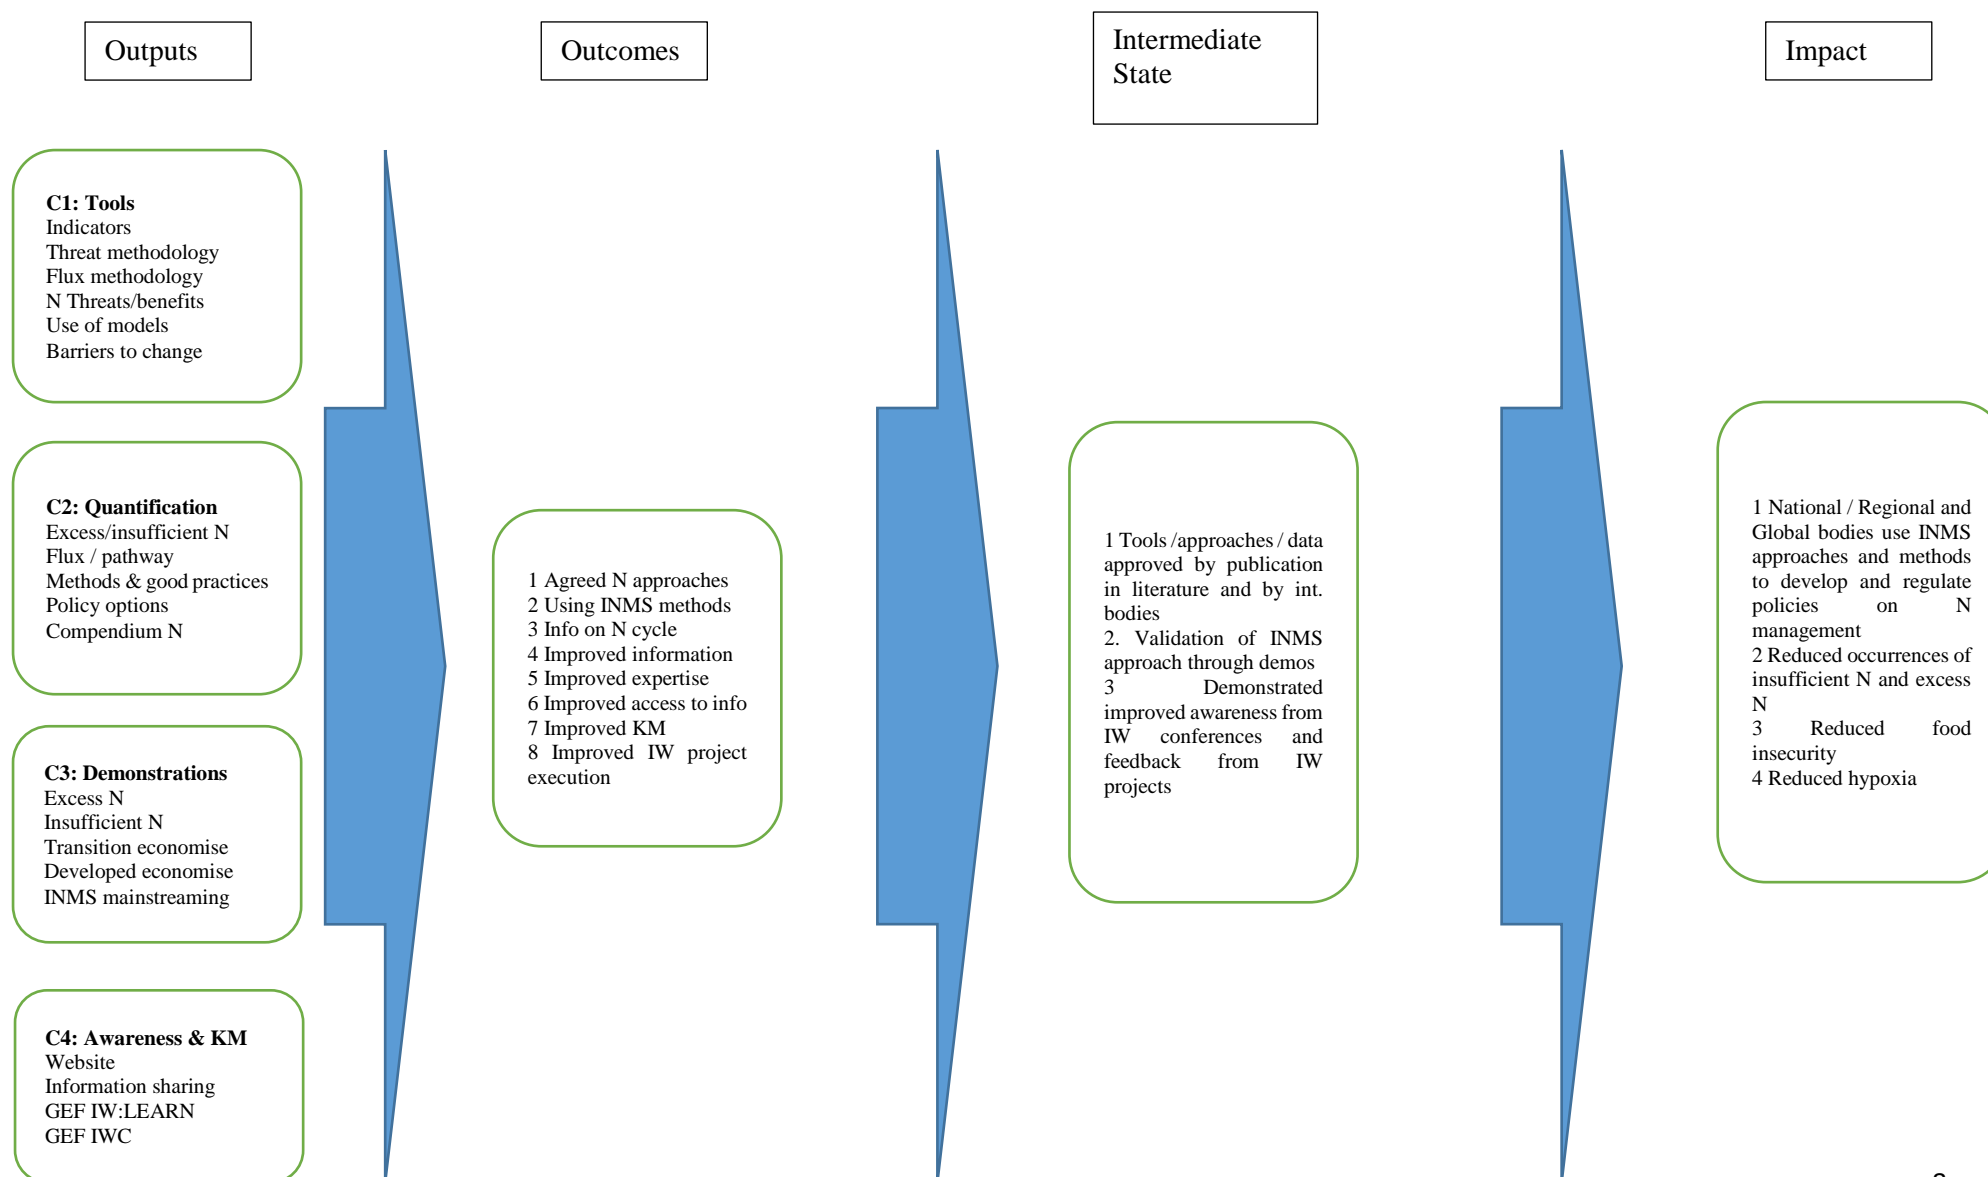 Outputs
Outcomes
Intermediate
State
Impact
C1: Tools
Indicators
Threat methodology
Flux methodology
N Threats/benefits
Use of models
Barriers to change
C2: Quantification
Excess/insufficient N
Flux / pathway
Methods & good practices
Policy options
Compendium N
C3: Demonstrations
Excess N
Insufficient N
Transition economise
Developed economise
INMS mainstreaming
C4: Awareness & KM
Website
Information sharing
GEF IW:LEARN
GEF IWC
1 Agreed N approaches
2 Using INMS methods
3 Info on N cycle
4 Improved information
5 Improved expertise
6 Improved access to info
7 Improved KM
8 Improved IW project
execution
1 Tools /approaches / data
approved by publication
in literature and by int.
bodies
2. Validation of INMS
approach through demos
3 Demonstrated
improved awareness from
IW conferences and
feedback from IW
projects
1 National / Regional and
Global bodies use INMS
approaches and methods
to develop and regulate
policies on N
management
2 Reduced occurrences of
insufficient N and excess
N
3 Reduced food
insecurity
4 Reduced hypoxia